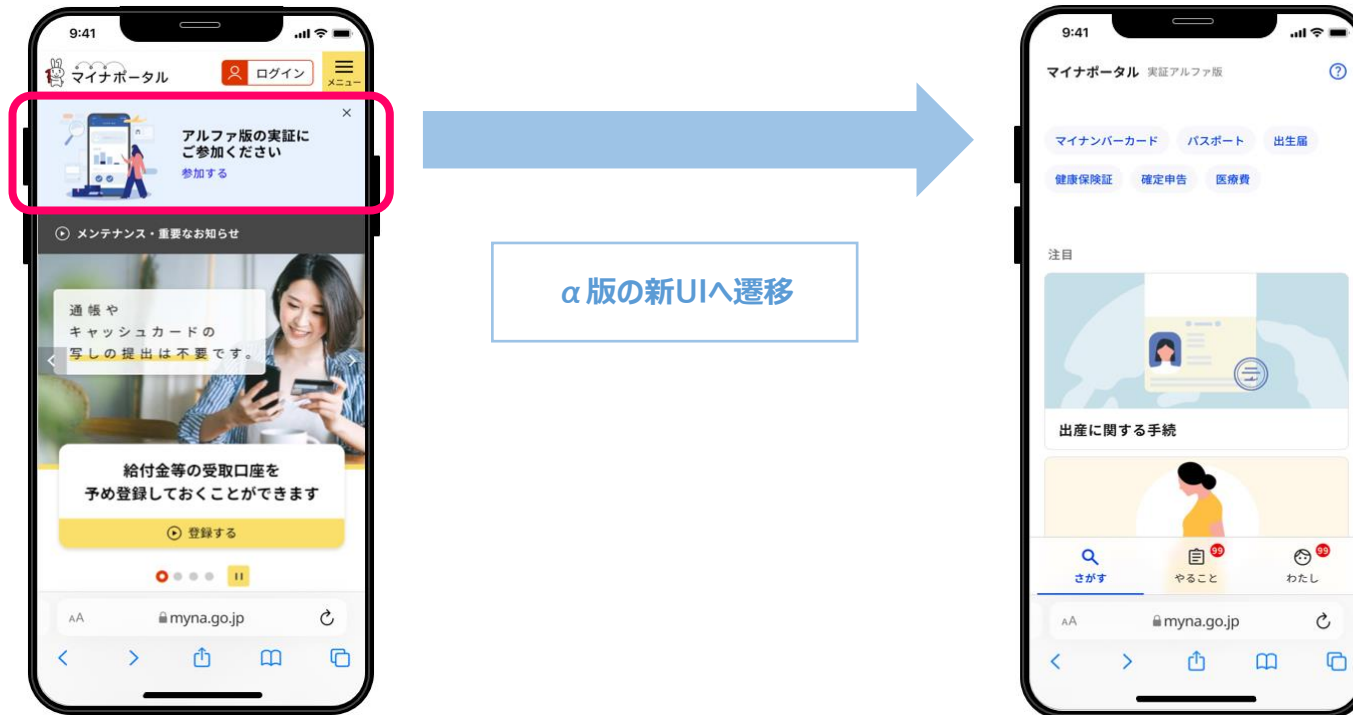 9:41
マイナポータル
ログイン
メニュー
アルファ版の実証に
ご参加ください
参加する
メンテナンス・重要なお知らせ
通帳や
キャッシュカードの
写しの提出は不要です。
給付金等の受取口座を
予め登録しておくことができます
登録する
AA
myna.go.jp
α版の新UIへ遷移
9:41
マイナポータル 実証アルファ版
マイナンバーカード パスポート 出生届
健康保険証 確定申告 医療費
注目
出産に関する手続
99 99
さがす やること わたし
AA myna.go.jp